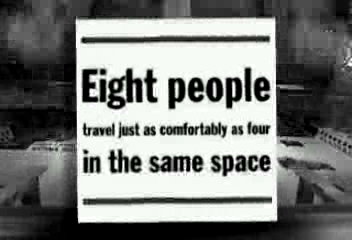 Eight people
travel just as comfortably as four
in the same space